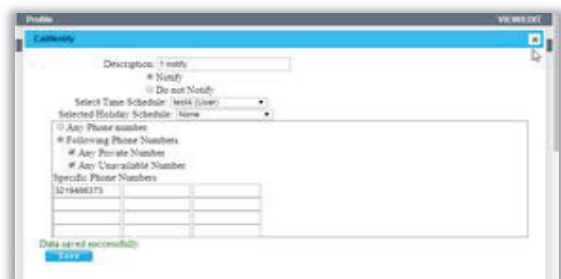 Profile VIEW/EDIT
CallNotify
Description: 1 notify
Notify
Do not Notify
Select Time Schedule: test4 (User)
Selected Holiday Schedule: None
Any Phone number
Following Phone Numbers
Any Private Number
Any Unavailable Number
Specific Phone Numbers
3219486373
Data saved successfully
Save